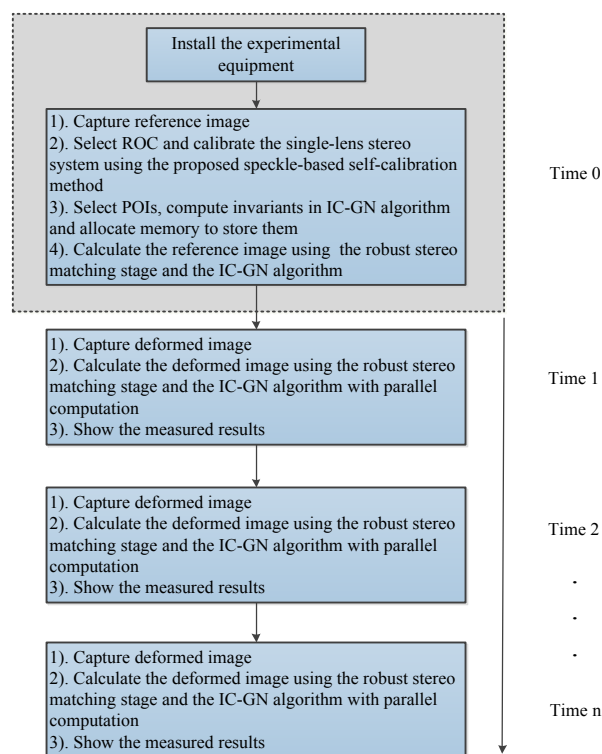 Install the experimental
equipment
1). Capture reference image
2). Select ROC and calibrate the single-lens stereo
system using the proposed speckle-based self-calibration
method
3). Select POIs, compute invariants in IC-GN algorithm
and allocate memory to store them
4). Calculate the reference image using the robust stereo
matching stage and the IC-GN algorithm
Time 0
1). Capture deformed image
2). Calculate the deformed image using the robust stereo
matching stage and the IC-GN algorithm with parallel
computation
3). Show the measured results
Time 1
1). Capture deformed image
2). Calculate the deformed image using the robust stereo
matching stage and the IC-GN algorithm with parallel
computation
3). Show the measured results
Time 2
.
.
.
1). Capture deformed image
2). Calculate the deformed image using the robust stereo
matching stage and the IC-GN algorithm with parallel
computation
3). Show the measured results
Time n